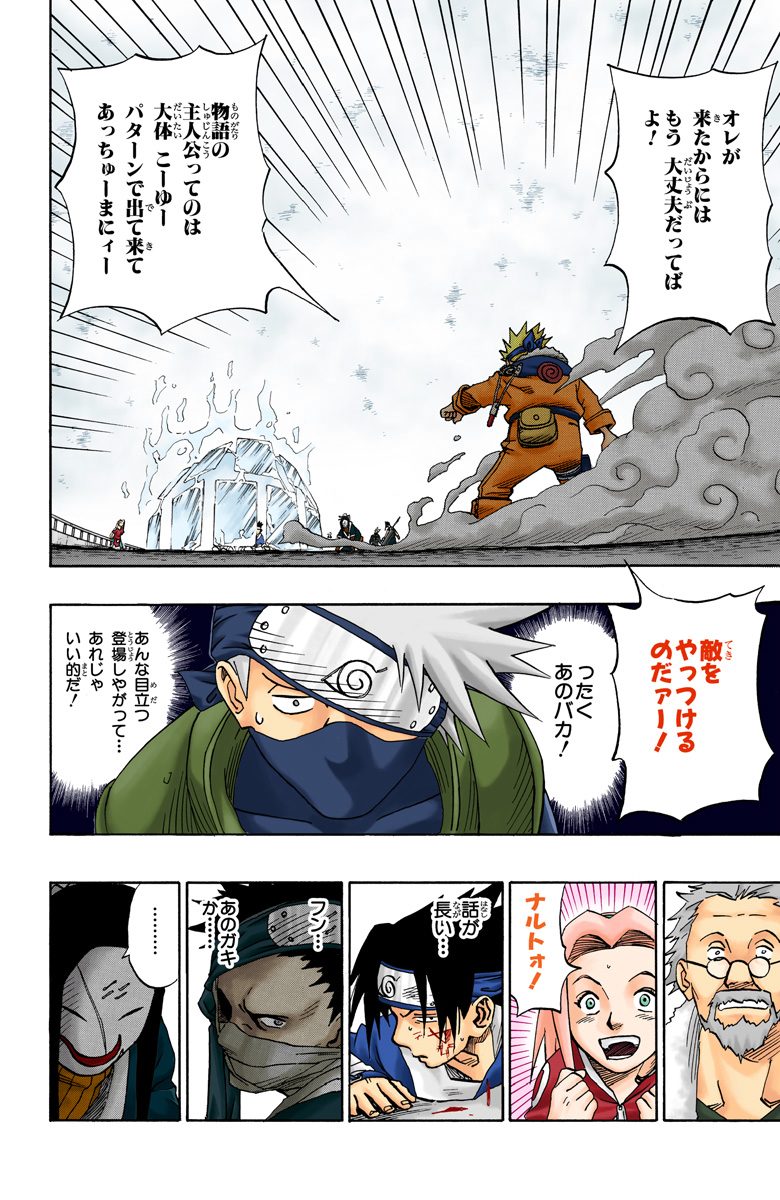 オレが
来たからには
もう 大丈夫だってば
よ!
物語の
主人公ってのは
大体 こーゆー
パターンで出て来て
あっちゅーまにィー
敵を
やっつける
のだァー!
ったく
あのバカ!
あんな目立つ
登場しやがって…
あれじゃ
いい的だ!
ナルトォ!
話が
長い…
フン…
あのガキ
か………
………